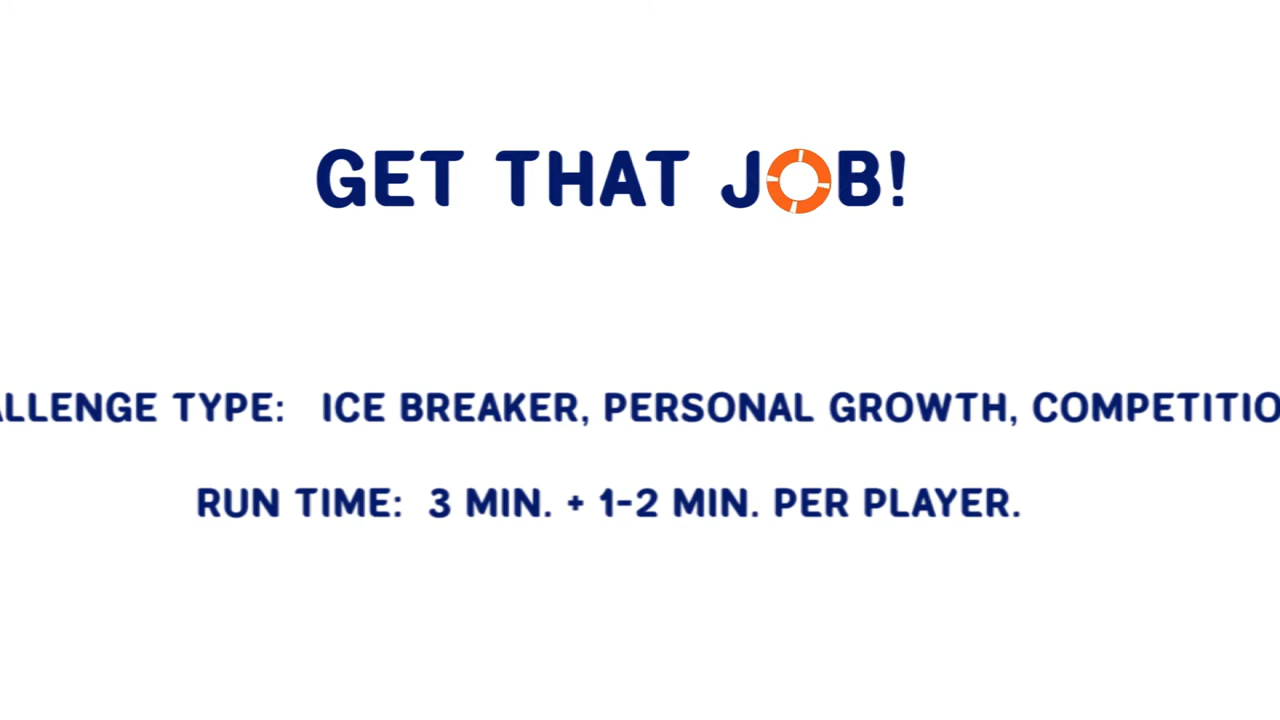 GET THAT JOB!
ALLENGE TYPE: ICE BREAKER, PERSONAL GROWTH, COMPETITIO
RUN TIME: 3 MIN. + 1-2 MIN. PER PLAYER.